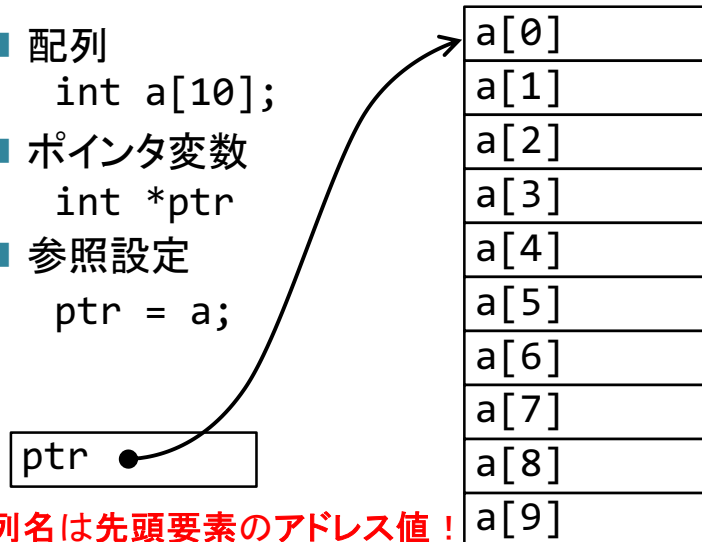 配列
int a[10];
ポインタ変数
int *ptr
参照設定
ptr = a;
ptr
列名は先頭要素のアドレス値!
a[0]
a[1]
a[2]
a[3]
a[4]
a[5]
a[6]
a[7]
a[8]
a[9]